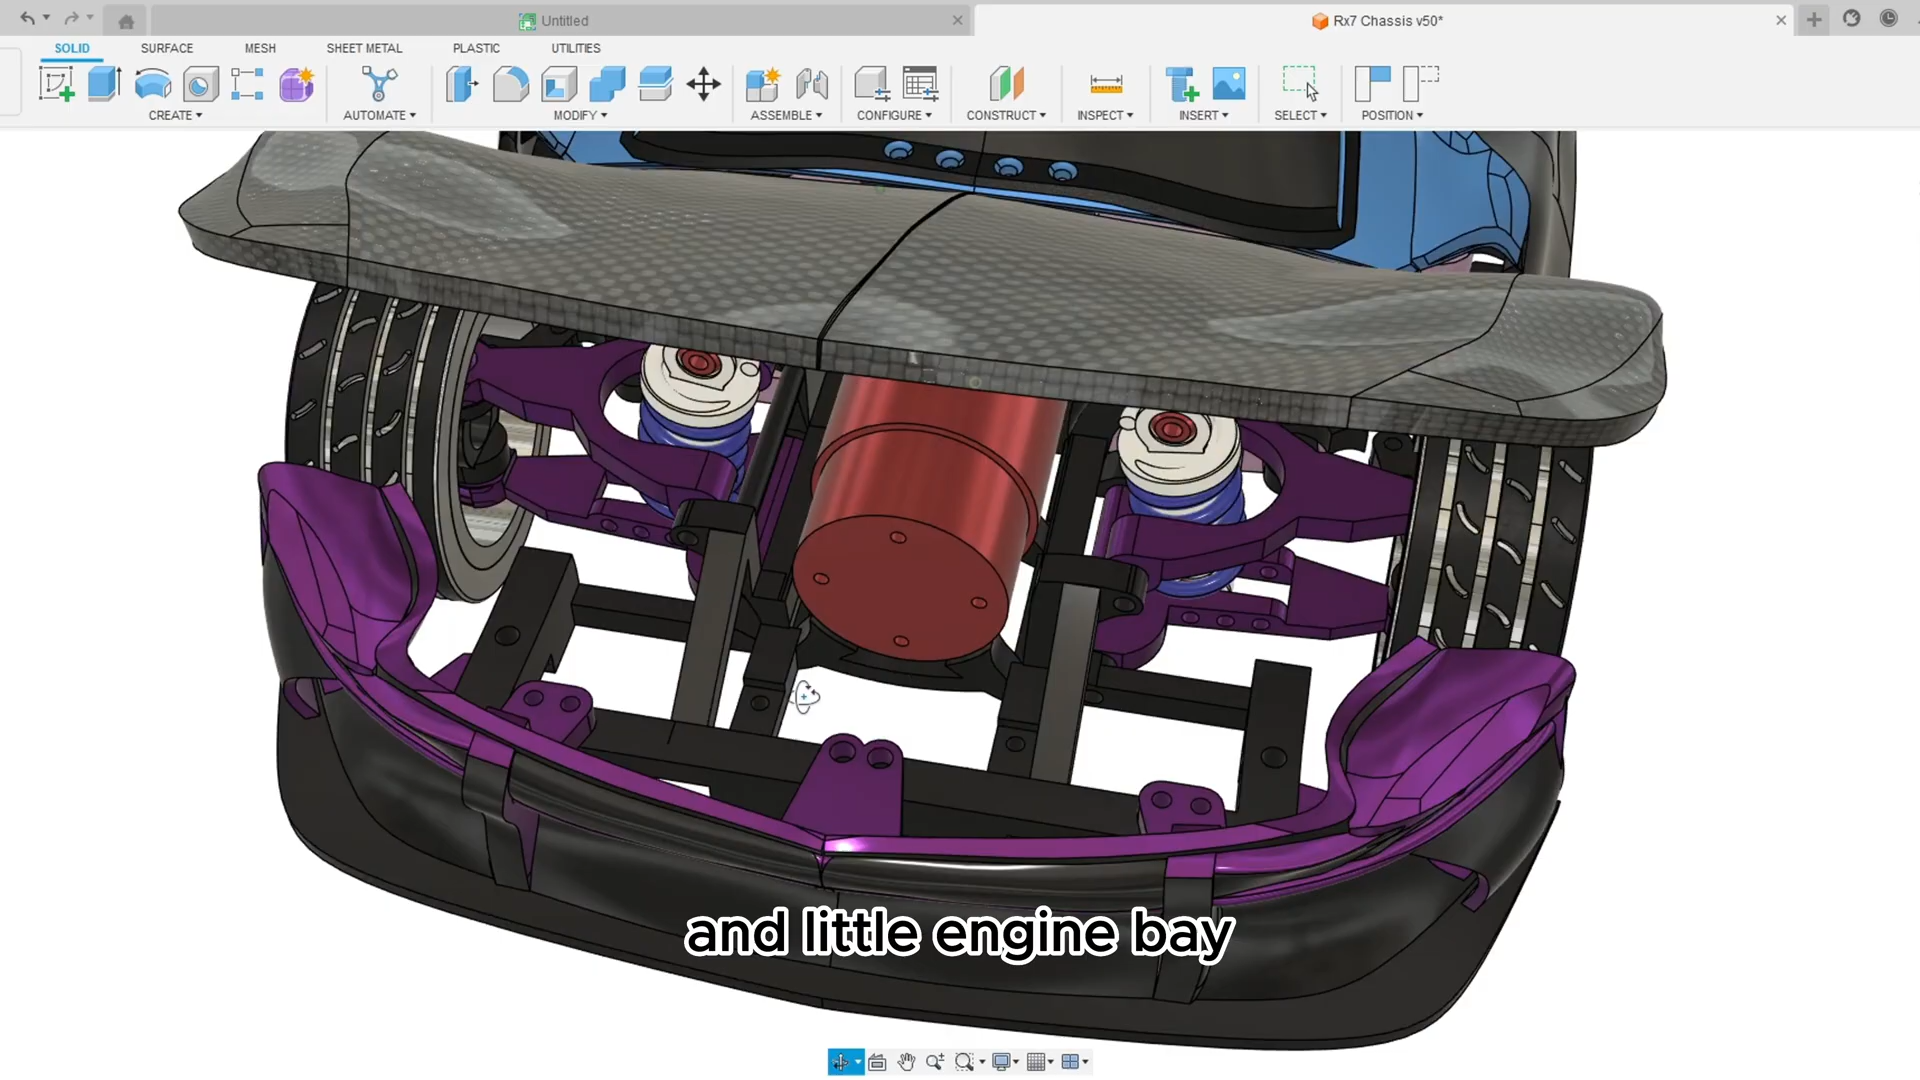 Untitled
Rx7 Chassis v50*
SOLID
SURFACE
MESH
SHEET METAL
PLASTIC
UTILITIES
CREATE
AUTOMATE
MODIFY
ASSEMBLE
CONFIGURE
CONSTRUCT
INSPECT
INSERT
SELECT
POSITION
and little engine bay